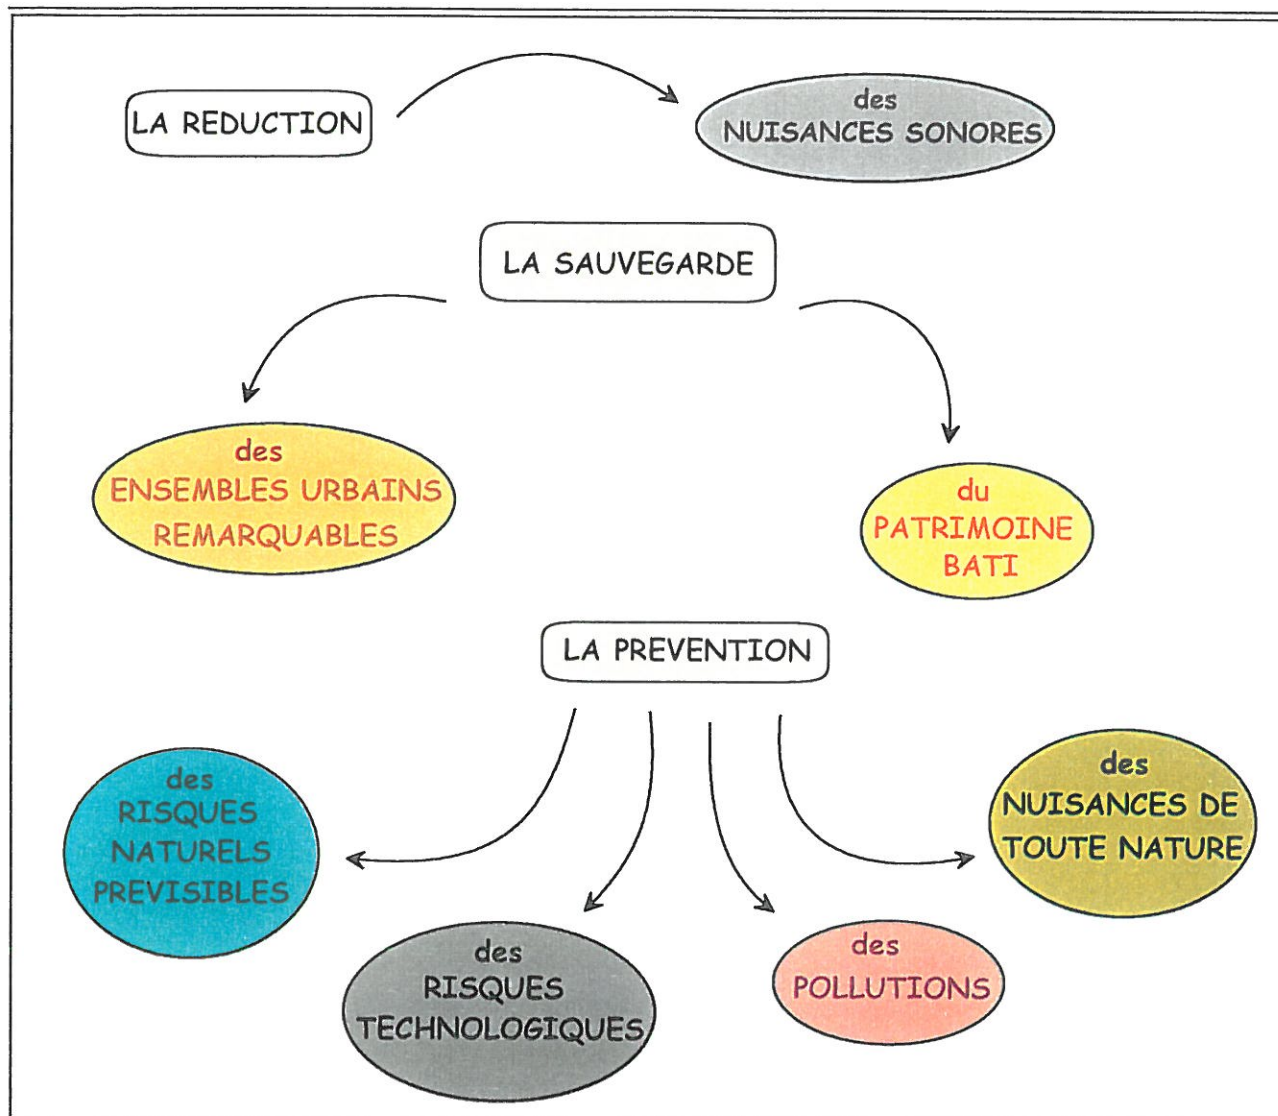 LA REDUCTION
des
NUISANCES SONORES
LA SAUVEGARDE
des
ENSEMBLES URBAINS
REMARQUABLES
du
PATRIMOINE
BATI
LA PREVENTION
des
RISQUES
NATURELS
PREVISIBLES
des
RISQUES
TECHNOLOGIQUES
des
POLLUTIONS
des
NUISANCES DE
TOUTE NATURE